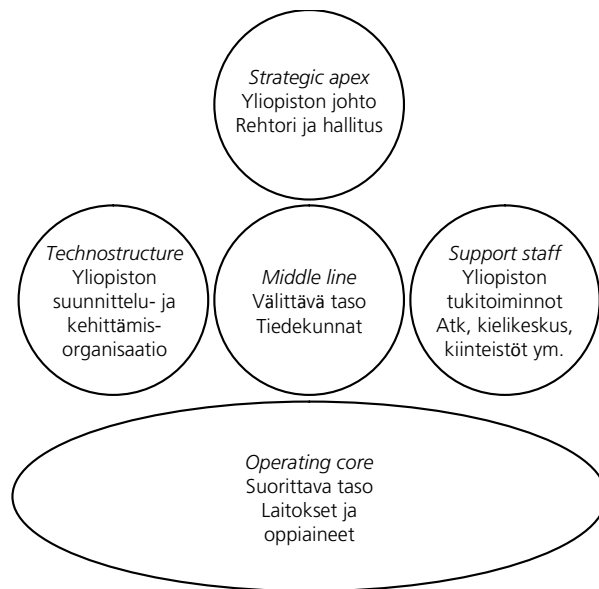 Strategic apex
Yliopiston johto
Rehtori ja hallitus
Technostructure
Yliopiston
suunnittelu- ja
kehittämis-
organisaatio
Middle line
Välittävä taso
Tiedekunnat
Support staff
Yliopiston
tukitoiminnot
Atk, kielikeskus,
kiinteistöt ym.
Operating core
Suorittava taso
Laitokset ja
oppiaineet